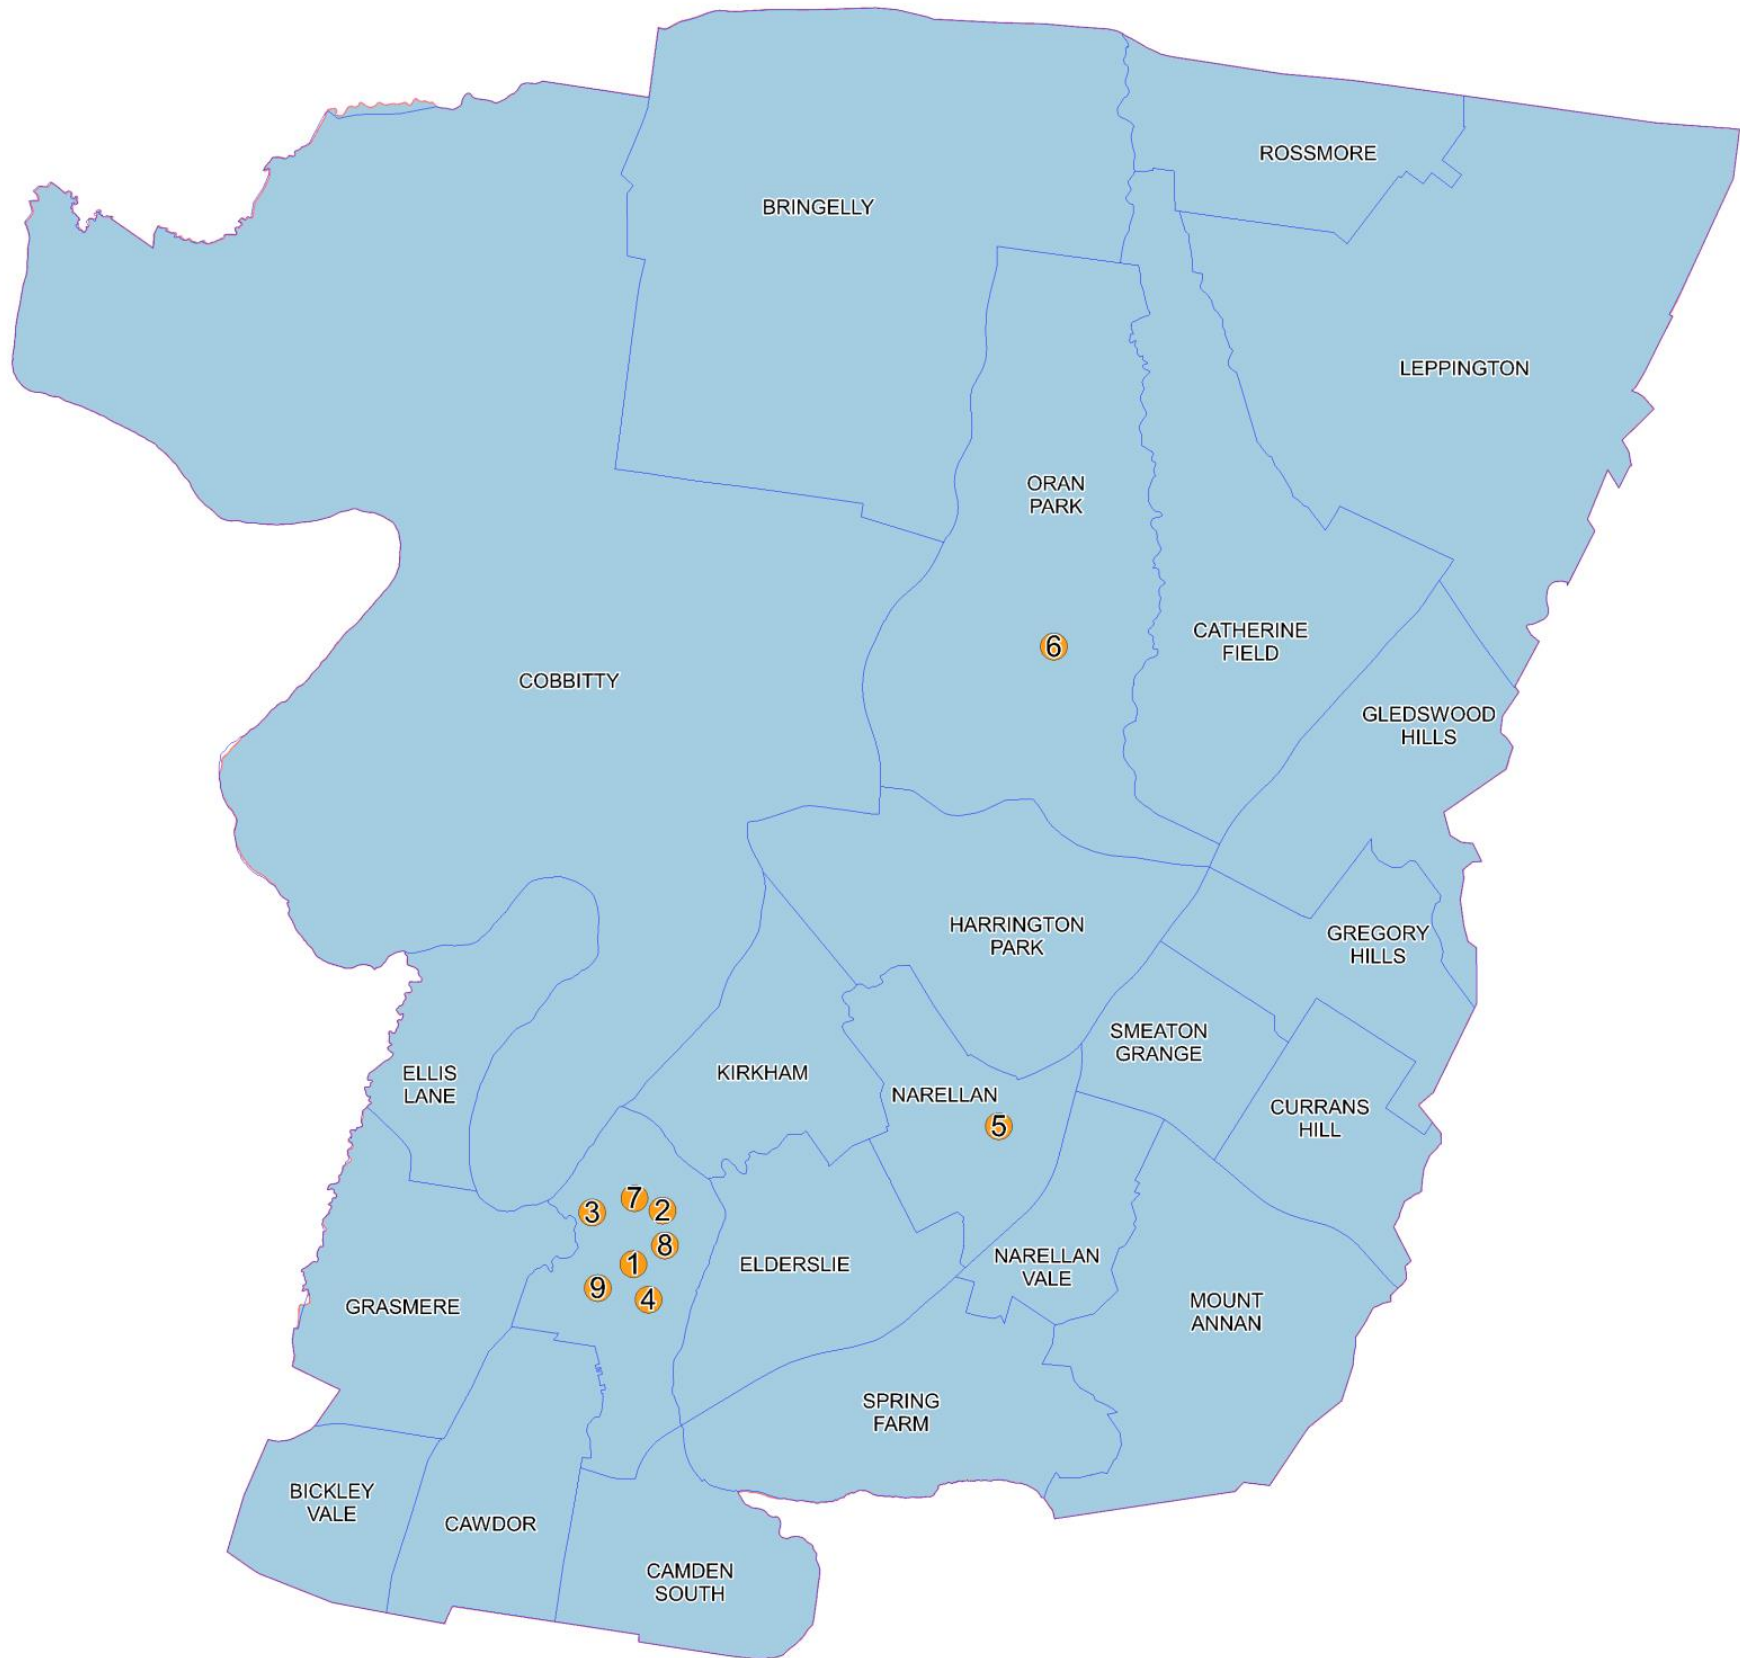 ROSSMORE
BRINGELLY
LEPPINGTON
ORAN
PARK
CATHERINE
FIELD
6
COBBITTY
GLEDSWOOD
HILLS
HARRINGTON
PARK
GREGORY
HILLS
SMEATON
GRANGE
ELLIS
LANE
KIRKHAM
NARELLAN
5
CURRANS
HILL
7
3
2
8
1
9
4
ELDERSLIE
NARELLAN
VALE
GRASMERE
MOUNT
ANNAN
SPRING
FARM
BICKLEY
VALE
CAWDOR
CAMDEN
SOUTH